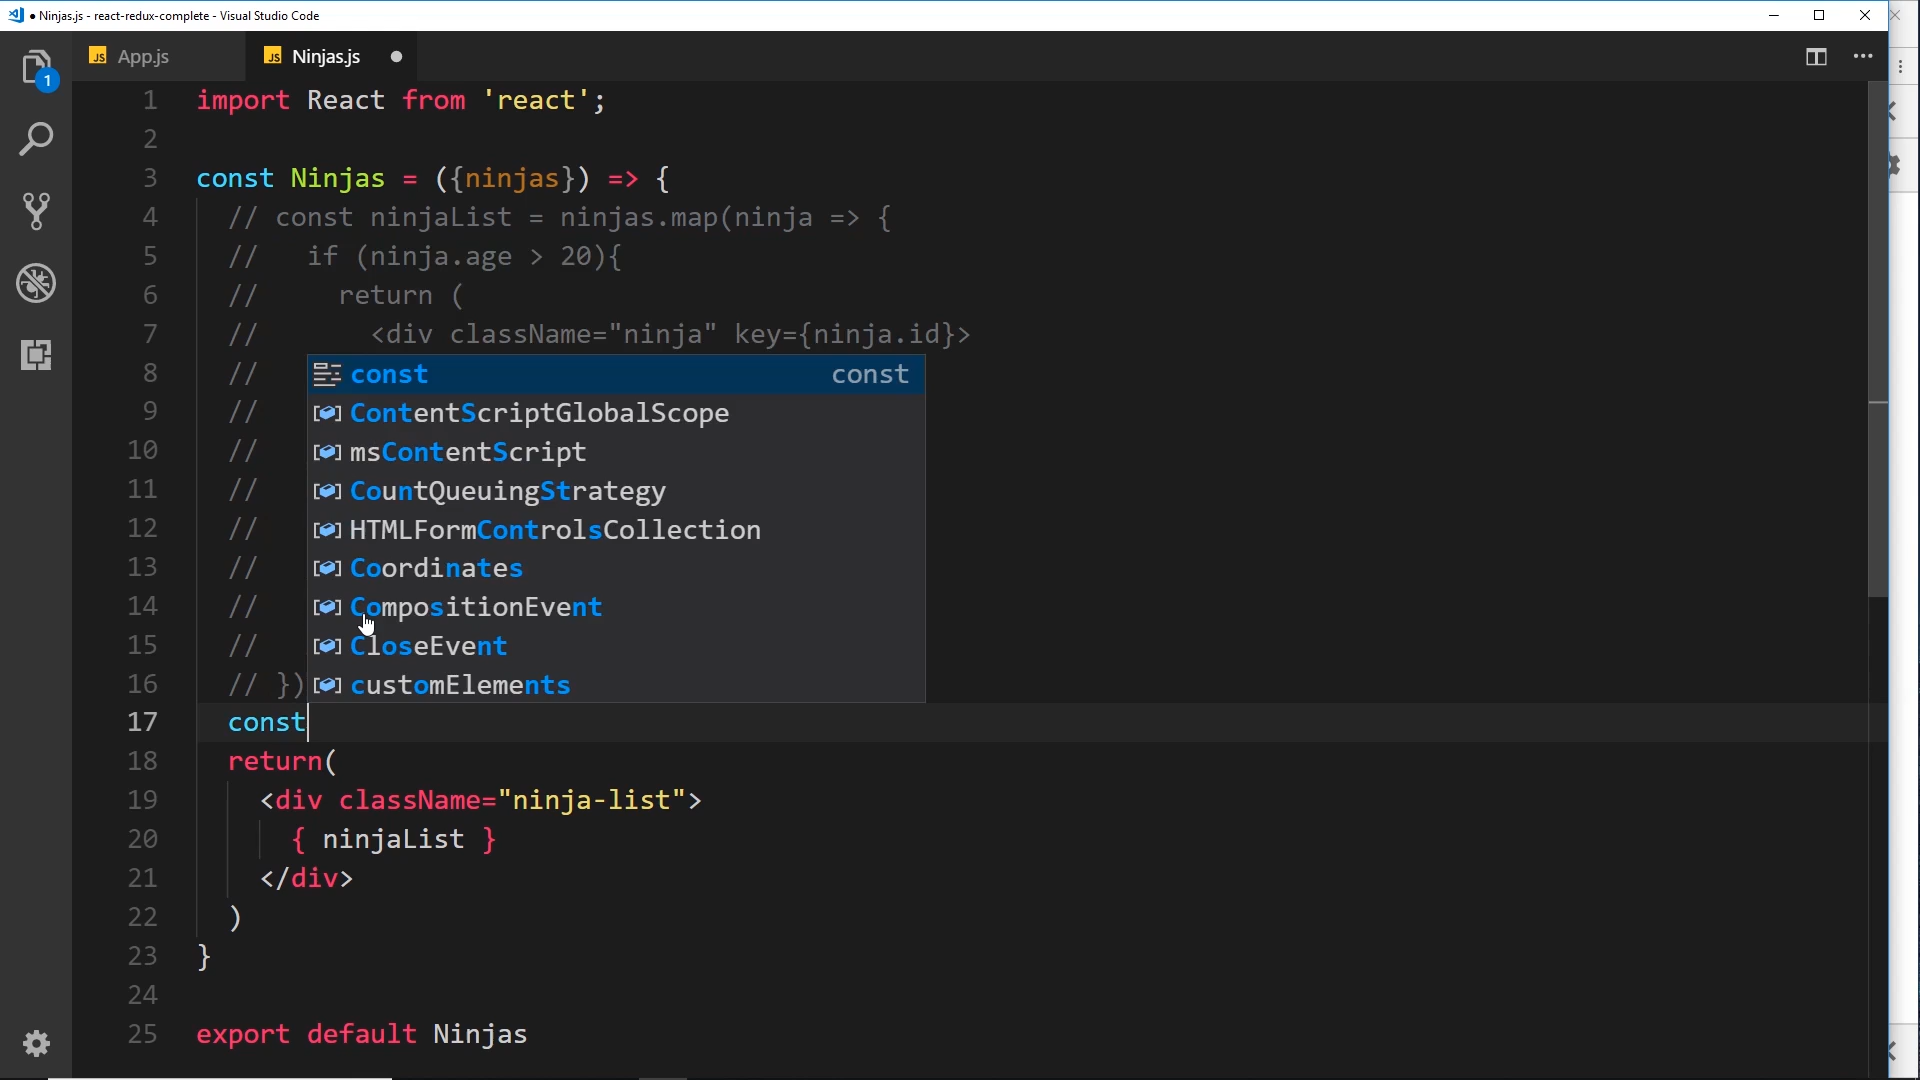 ● Ninjas.js - react-redux-complete - Visual Studio Code
JS App.js JS Ninjas.js ●
1
1 import React from 'react';
2
3 const Ninjas = ({ninjas}) => {
4 // const ninjaList = ninjas.map(ninja => {
5 // if (ninja.age > 20){
6 // return (
7 // <div className="ninja" key={ninja.id}>
8 // const const
9 // ContentScriptGlobalScope
10 // msContentScript
11 // CountQueuingStrategy
12 // HTMLFormControlsCollection
13 // Coordinates
14 // CompositionEvent
15 // CloseEvent
16 // }) customElements
17 const
18 return(
19 <div className="ninja-list">
20 { ninjaList }
21 </div>
22 )
23 }
24
25 export default Ninjas